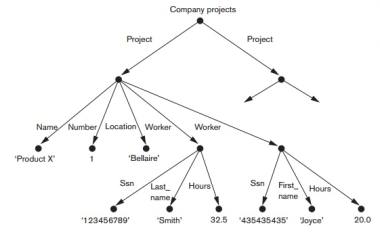 Company projects
Project Project
Name Number Location Worker Worker
'Product X' 1 'Bellaire'
Ssn Last_ Hours Ssn First_ Hours
name name
'123456789' 'Smith' 32.5 '435435435' 'Joyce' 20.0